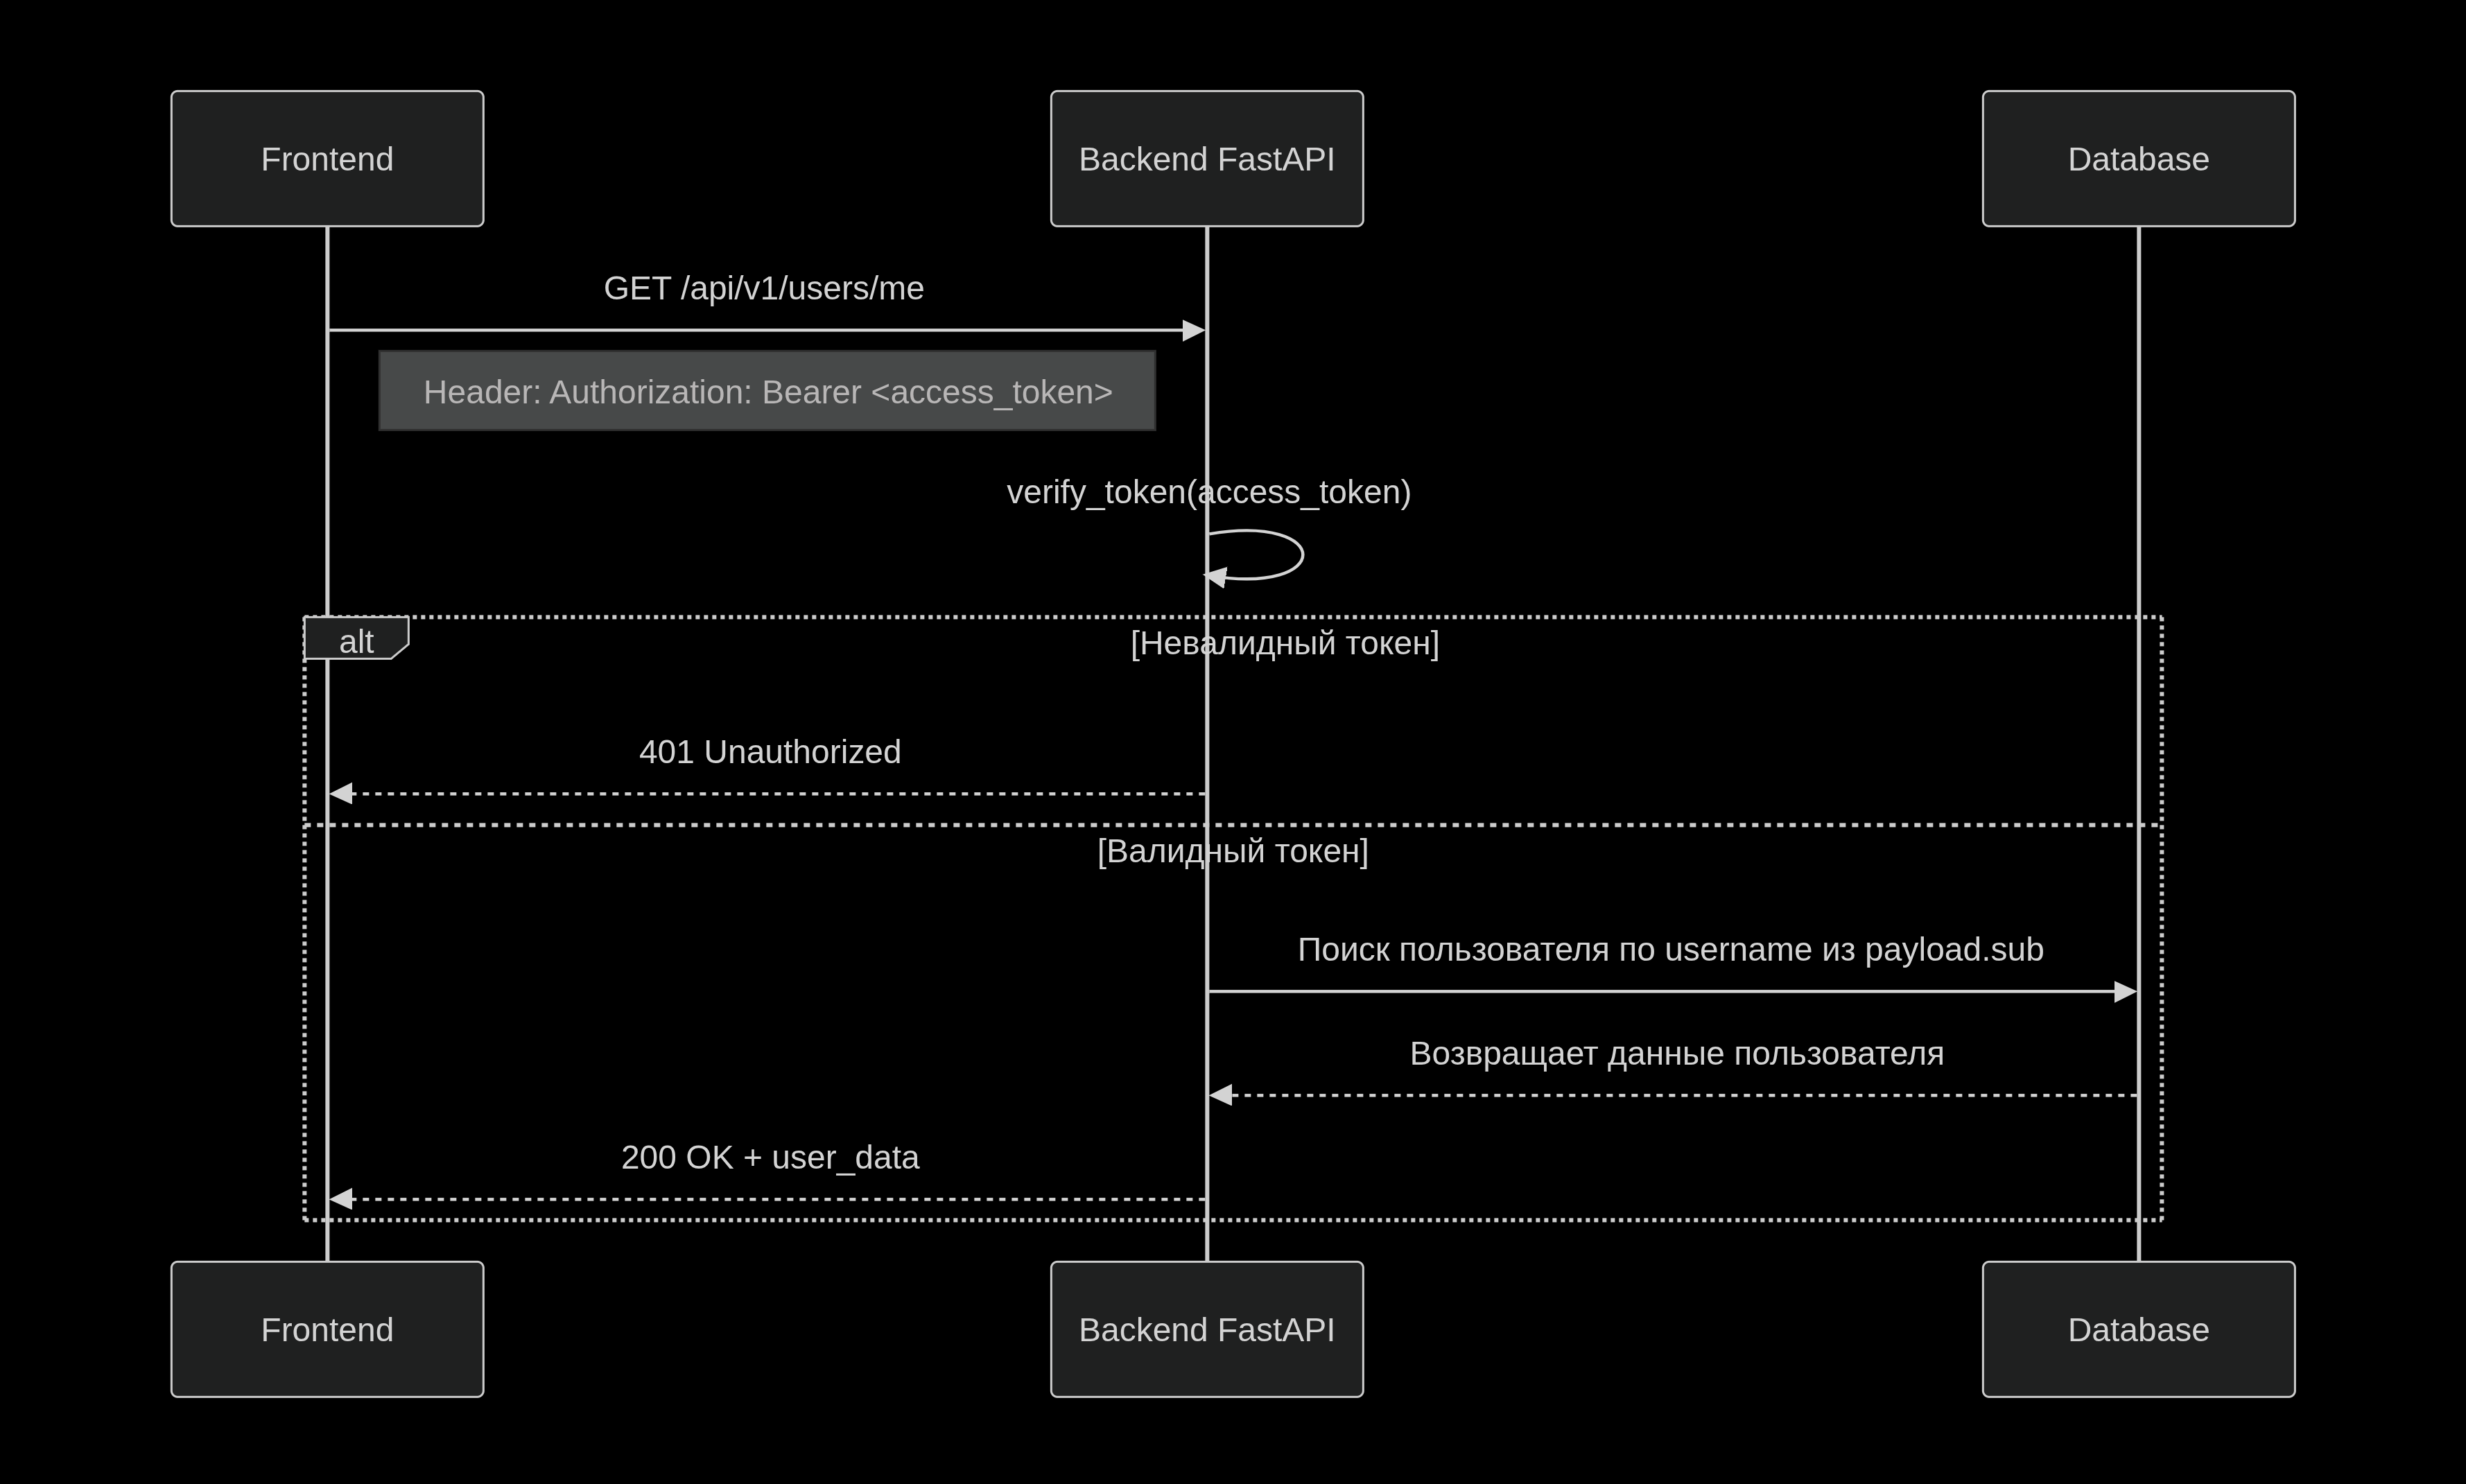 Frontend
Backend FastAPI
Database
GET /api/v1/users/me
Header: Authorization: Bearer <access_token>
verify_token(access_token)
alt
[Невалидный токен]
401 Unauthorized
[Валидный токен]
Поиск пользователя по username из payload.sub
Возвращает данные пользователя
200 OK + user_data
Frontend
Backend FastAPI
Database